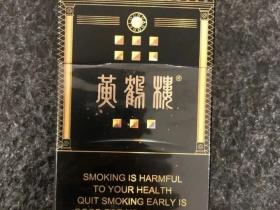 黄鹤楼®
SMOKING IS HARMFUL
TO YOUR HEALTH
QUIT SMOKING EARLY IS